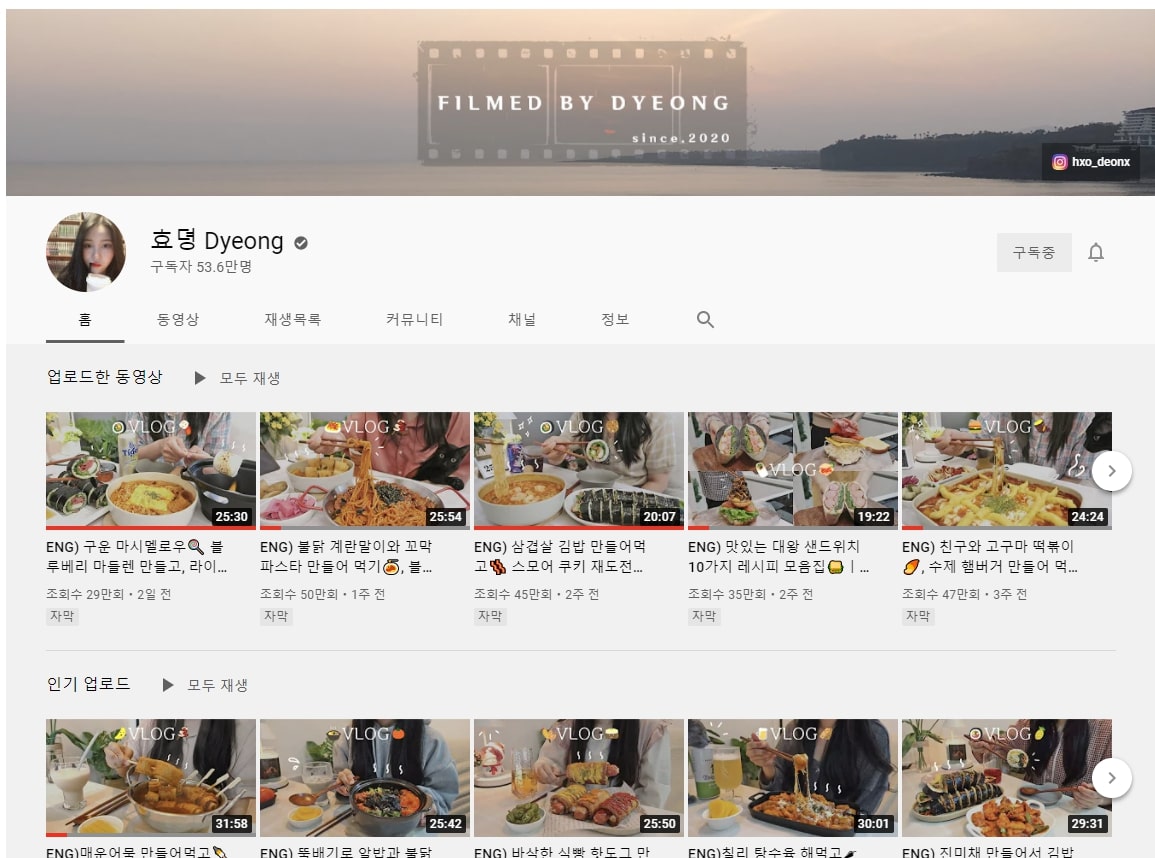 FILMED BY DYEONG
since,2020
hxo_deonx
효뎡 Dyeong
구독자 53.6만명
구독중
홈
동영상
재생목록
커뮤니티
채널
정보
업로드한 동영상
모두 재생
VLOG
25:30
ENG) 구운 마시멜로우🔍 블
루베리 마들렌 만들고, 라이...
조회수 29만회 • 2일 전
자막
VLOG
25:54
ENG) 불닭 계란말이와 꼬막
파스타 만들어 먹기🍝, 불...
조회수 50만회 • 1주 전
자막
VLOG
20:07
ENG) 삼겹살 김밥 만들어먹
고🥓 스모어 쿠키 재도전...
조회수 45만회 • 2주 전
자막
VLOG
19:22
ENG) 맛있는 대왕 샌드위치
10가지 레시피 모음집🥪ㅣ...
조회수 35만회 • 2주 전
자막
VLOG
24:24
ENG) 친구와 고구마 떡볶이
🍠, 수제 햄버거 만들어 먹...
조회수 47만회 • 3주 전
자막
인기 업로드
모두 재생
VLOG
31:58
ENG)매운어묵 만들어먹고🍢
VLOG
25:42
ENG) 뚝배기로 알밥과 불닭
VLOG
25:50
ENG) 바삭한 식빵 핫도그 만
VLOG
30:01
ENG)칠리 탕수육 해먹고🌶
VLOG
29:31
ENG) 진미채 만들어서 김밥